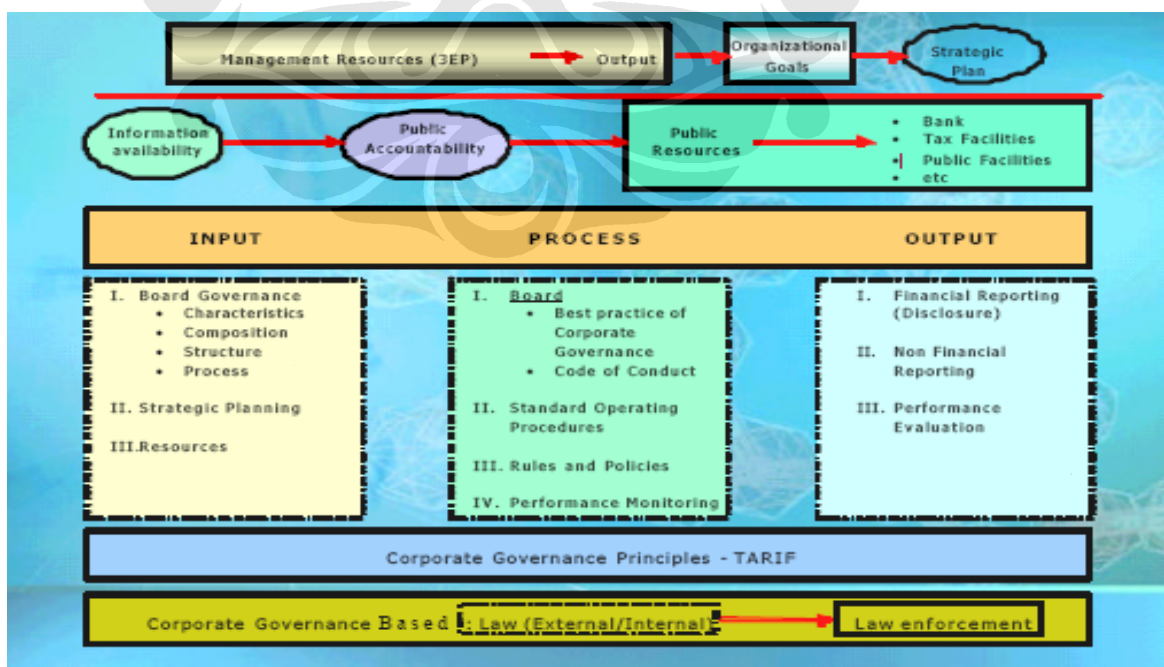 Management Resources (3EP) Output
Organizational
Goals
Strategic
Plan
Information
availability
Public
Accountability
Public
Resources
• Bank
• Tax Facilities
• Public Facilities
• etc
INPUT PROCESS OUTPUT
I. Board Governance
• Characteristics
• Composition
• Structure
• Process
II. Strategic Planning
III.Resources
I. Board
• Best practice of
Corporate
Governance
• Code of Conduct
II. Standard Operating
Procedures
III. Rules and Policies
IV. Performance Monitoring
I. Financial Reporting
(Disclosure)
II. Non Financial
Reporting
III. Performance
Evaluation
Corporate Governance Principles - TARIF
Corporate Governance Based : Law (External/Internal) Law enforcement